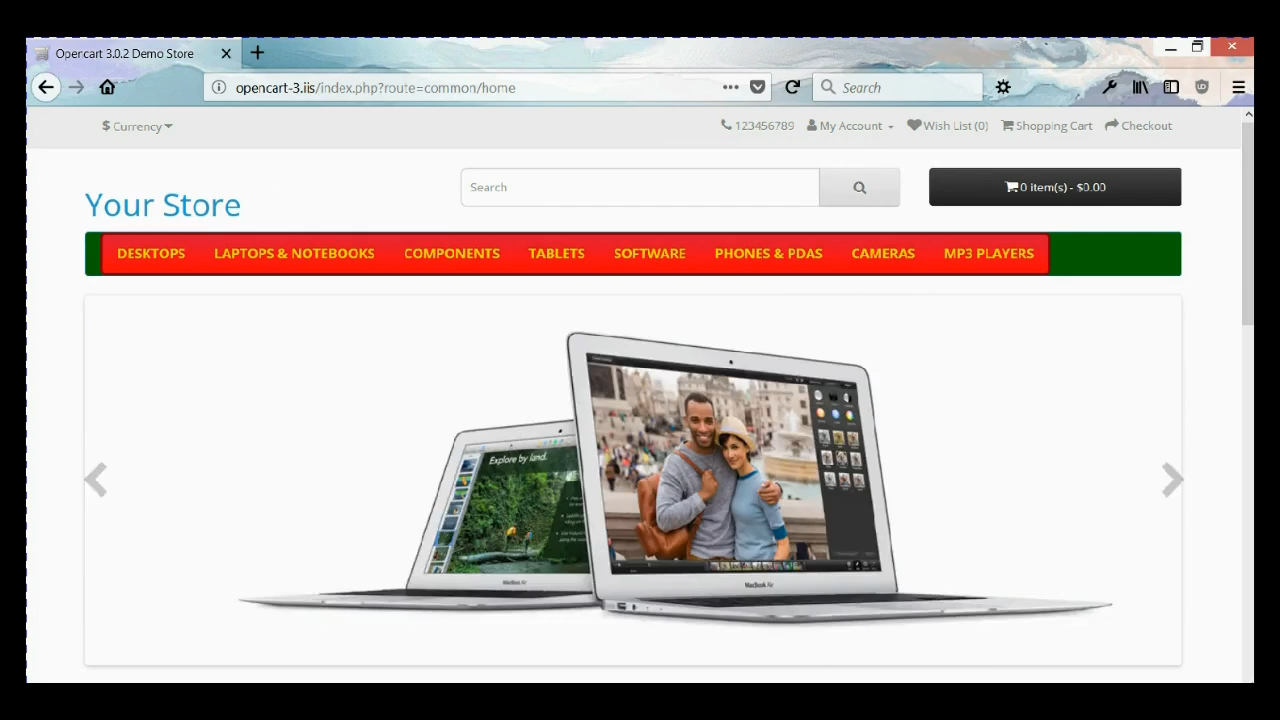 Opencart 3.0.2 Demo Store
opencart-3.iis/index.php?route=common/home
Search
$ Currency
123456789 My Account Wish List (0) Shopping Cart Checkout
Your Store
Search
0 item(s) - $0.00
DESKTOPS LAPTOPS & NOTEBOOKS COMPONENTS TABLETS SOFTWARE PHONES & PDAS CAMERAS MP3 PLAYERS
Explore by land.
MacBook Air
MacBook Air